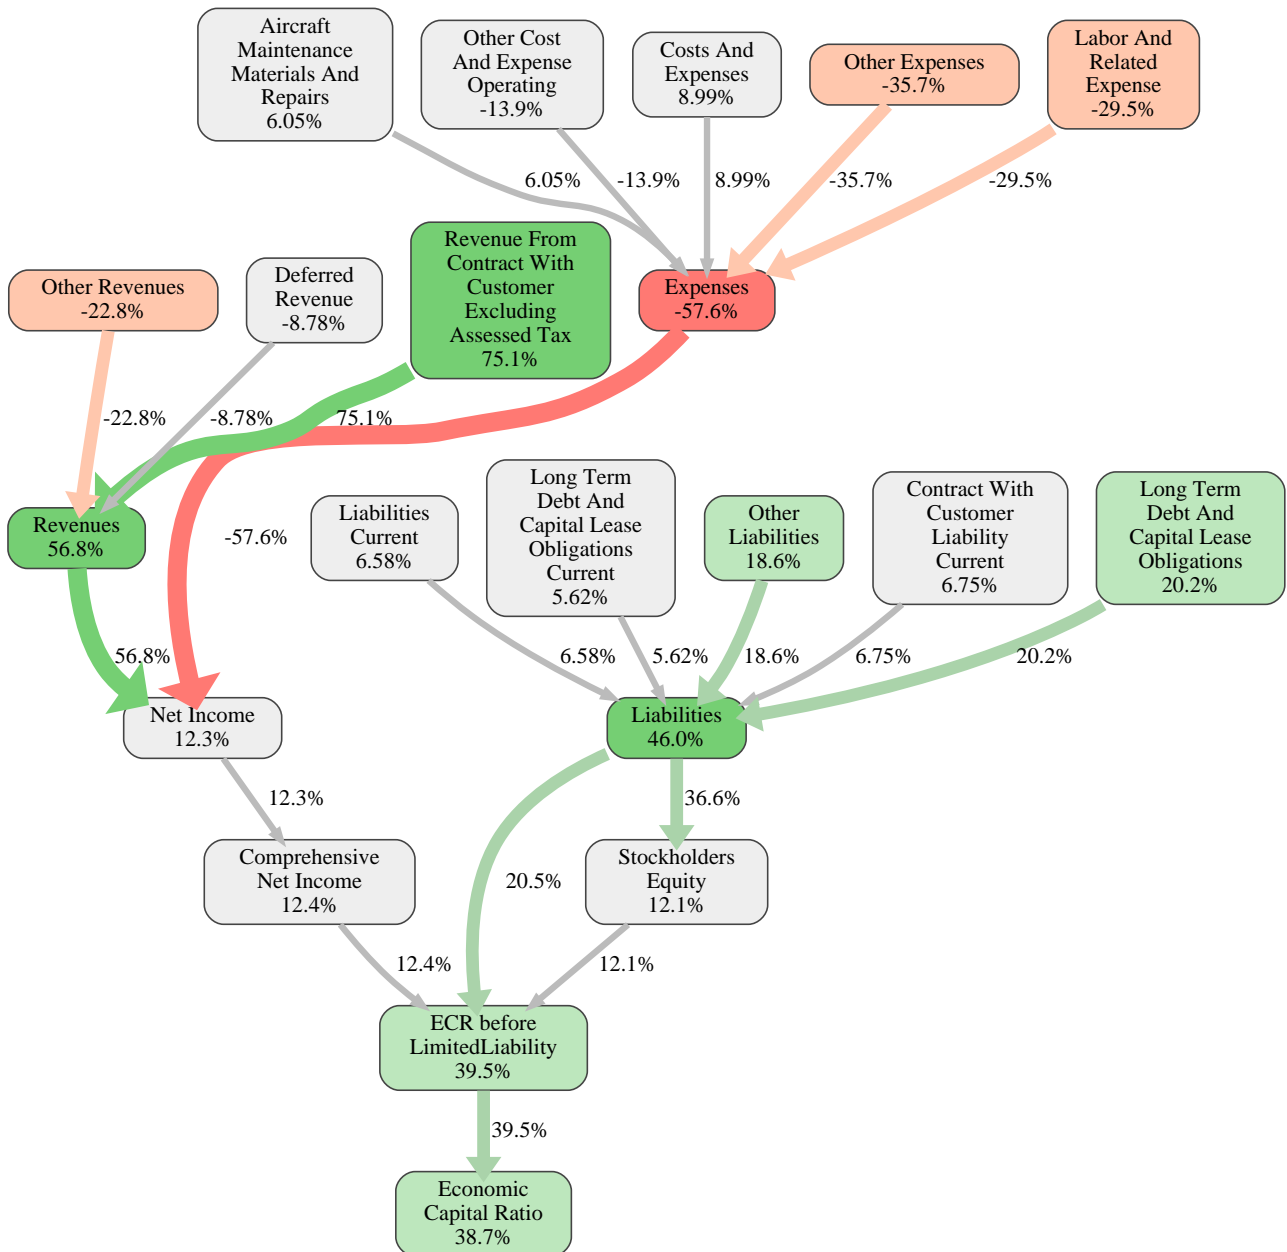 Aircraft
Maintenance
Materials And
Repairs
6.05%
Other Cost
And Expense
Operating
-13.9%
Costs And
Expenses
8.99%
Other Expenses
-35.7%
Labor And
Related
Expense
-29.5%
6.05%
-13.9%
8.99%
-35.7%
-29.5%
Other Revenues
-22.8%
Deferred
Revenue
-8.78%
Revenue From
Contract With
Customer
Excluding
Assessed Tax
75.1%
Expenses
-57.6%
-22.8%
-8.78%
75.1%
-57.6%
Revenues
56.8%
Liabilities
Current
6.58%
Long Term
Debt And
Capital Lease
Obligations
Current
5.62%
Other
Liabilities
18.6%
Contract With
Customer
Liability
Current
6.75%
Long Term
Debt And
Capital Lease
Obligations
20.2%
56.8%
6.58%
5.62%
18.6%
6.75%
20.2%
Net Income
12.3%
Liabilities
46.0%
12.3%
36.6%
20.5%
Comprehensive
Net Income
12.4%
Stockholders
Equity
12.1%
12.4%
12.1%
ECR before
LimitedLiability
39.5%
39.5%
Economic
Capital Ratio
38.7%